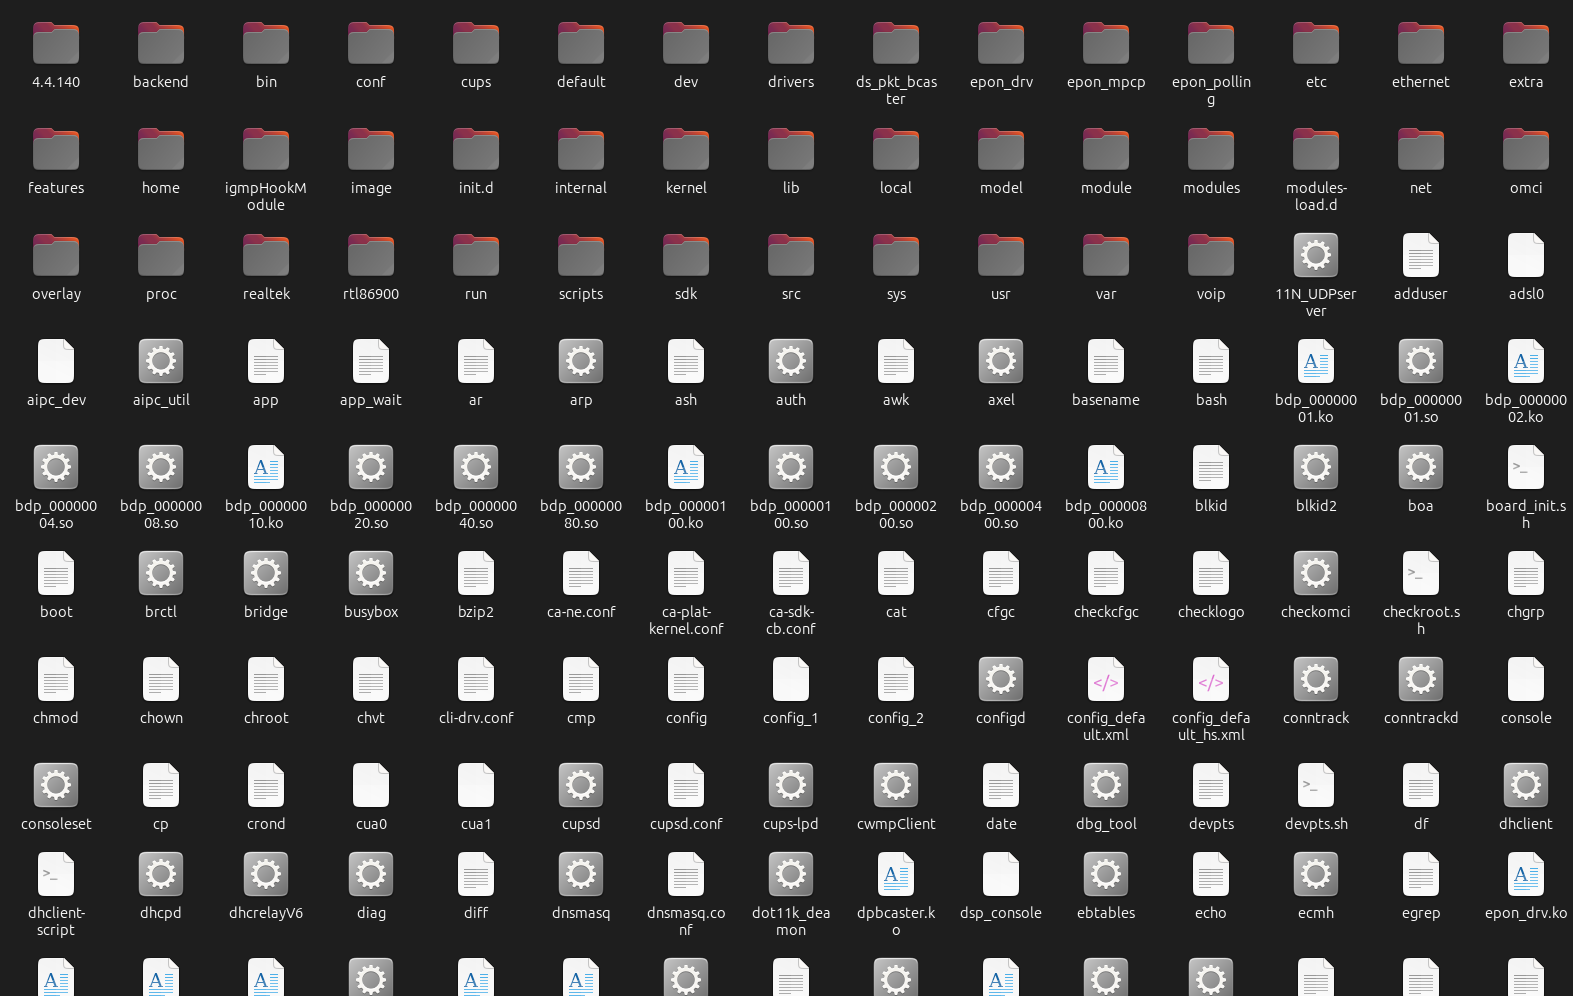 4.4.140 backend bin conf cups default dev drivers ds_pkt_bcas epon_drv epon_mpcp epon_pollin etc ethernet extra
ter g
features home igmpHookM image init.d internal kernel lib local model module modules modules- net omci
odule load.d
overlay proc realtek rtl86900 run scripts sdk src sys usr var voip 11N_UDPser adduser adsl0
ver
aipc_dev aipc_util app app_wait ar arp ash auth awk axel basename bash bdp_000000 bdp_000000 bdp_000000
01.ko 01.so 02.ko
bdp_000000 bdp_000000 bdp_000000 bdp_000000 bdp_000000 bdp_000000 bdp_000001 bdp_000001 bdp_000002 bdp_000004 bdp_000008 blkid blkid2 boa board_init.s
04.so 08.so 10.ko 20.so 40.so 80.so 00.ko 00.so 00.so 00.so 00.ko h
boot brctl bridge busybox bzip2 ca-ne.conf ca-plat- ca-sdk- cat cfgc checkcfgc checklogo checkomci checkroot.s chgrp
kernel.conf cb.conf h
chmod chown chroot chvt cli-drv.conf cmp config config_1 config_2 configd config_defa config_defa conntrack conntrackd console
ult.xml ult_hs.xml
consoleset cp crond cua0 cua1 cupsd cupsd.conf cups-lpd cwmpClient date dbg_tool devpts devpts.sh df dhclient
dhclient- dhcpd dhcrelayV6 diag diff dnsmasq dnsmasq.co dot11k_dea dpbcaster.k dsp_console ebtables echo ecmh egrep epon_drv.ko
script nf mon o